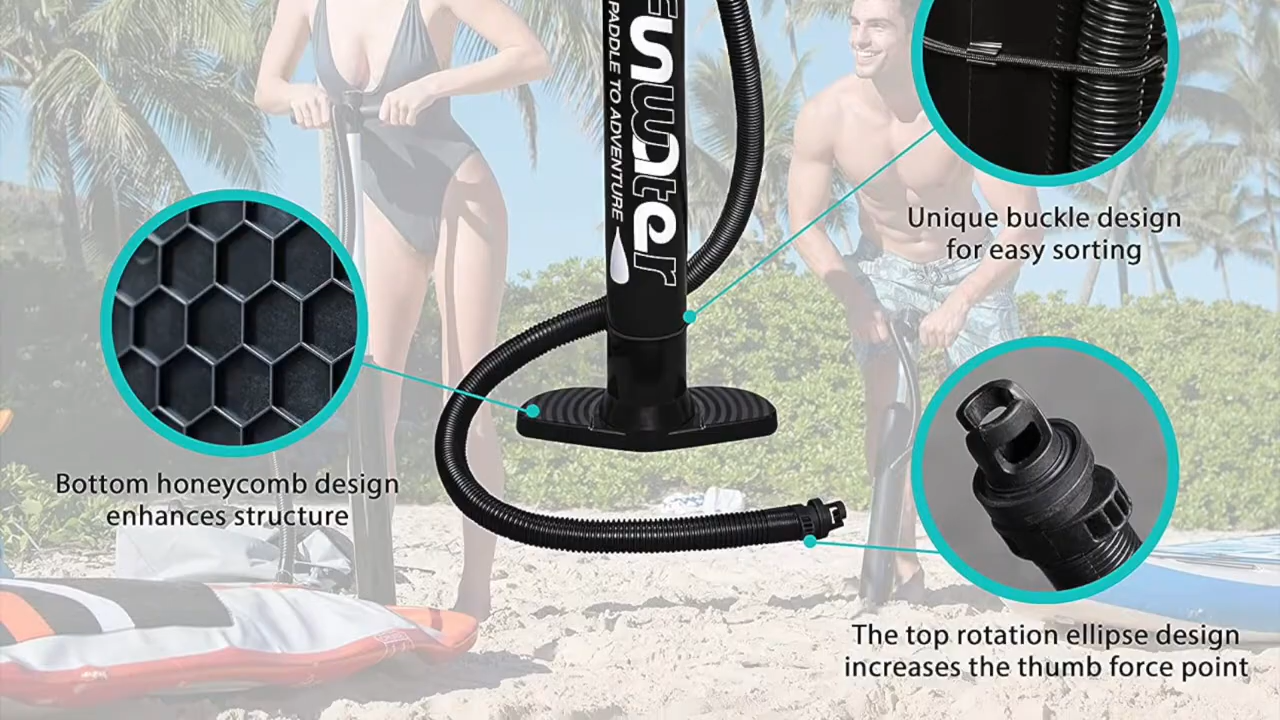 Funwater
PADDLE TO ADVENTURE
Unique buckle design
for easy sorting
Bottom honeycomb design
enhances structure
The top rotation ellipse design
increases the thumb force point